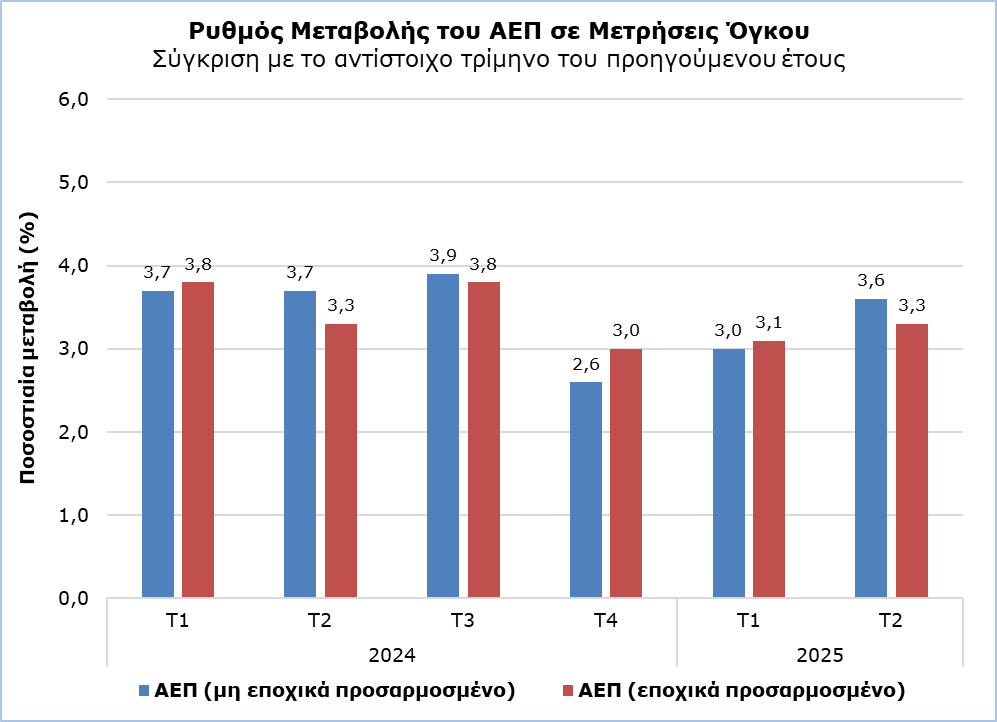 Ρυθμός Μεταβολής του ΑΕΠ σε Μετρήσεις Όγκου
Σύγκριση με το αντίστοιχο τρίμηνο του προηγούμενου έτους
Ποσοστιαία μεταβολή (%)
6,0
5,0
4,0
3,0
2,0
1,0
0,0
3,7 3,8 3,7 3,3 3,9 3,8 2,6 3,0 3,0 3,1 3,6 3,3
Τ1 Τ2 Τ3 Τ4 Τ1 Τ2
2024 2025
ΑΕΠ (μη εποχικά προσαρμοσμένο) ΑΕΠ (εποχικά προσαρμοσμένο)